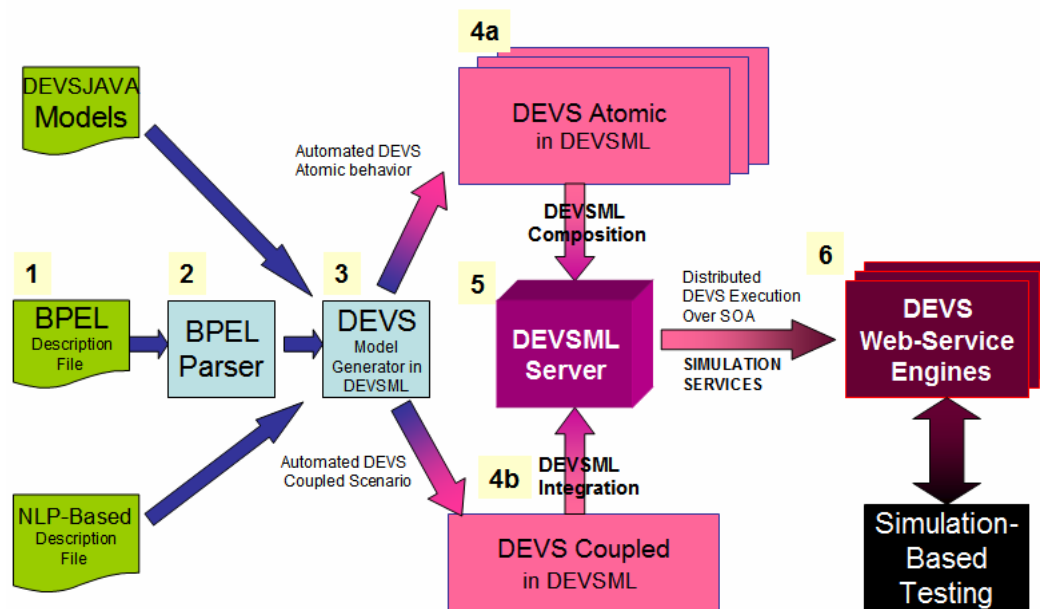 4a
DEVSJAVA
Models
DEVS Atomic
in DEVSML
Automated DEVS
Atomic behavior
DEVSML
Composition
1
2
3
5
6
BPEL
Description
File
BPEL
Parser
DEVS
Model
Generator in
DEVSML
DEVSML
Server
Distributed
DEVS Execution
Over SOA
SIMULATION
SERVICES
DEVS
Web-Service
Engines
Automated DEVS
Coupled Scenario
4b
DEVSML
Integration
NLP-Based
Description
File
DEVS Coupled
in DEVSML
Simulation-
Based
Testing